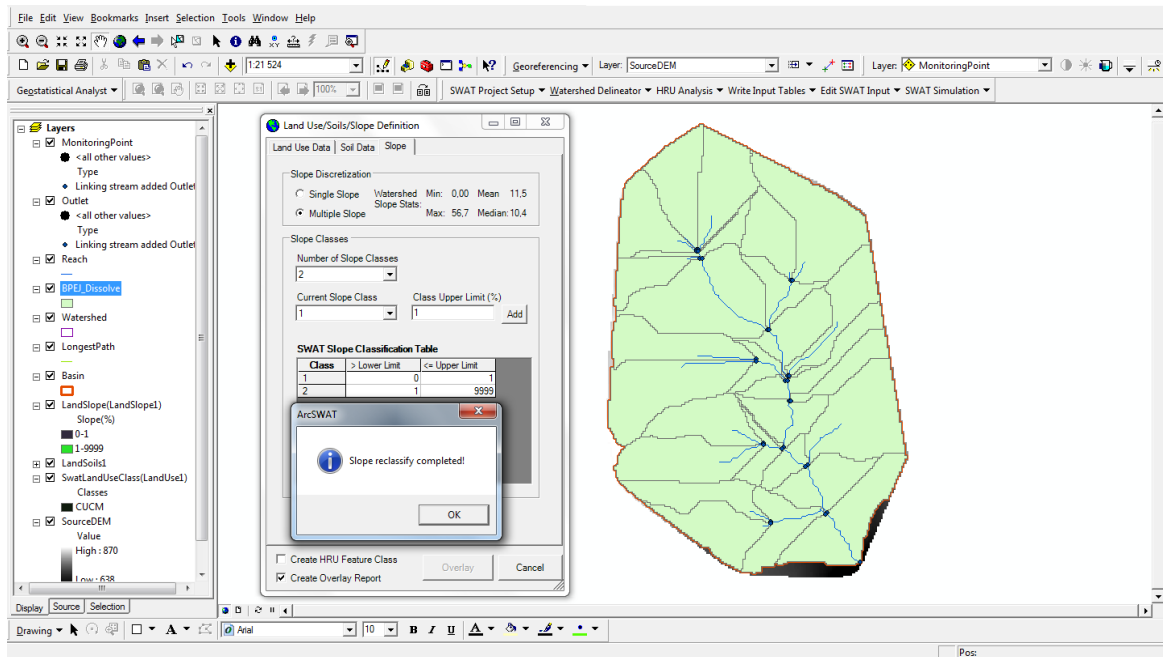 File Edit View Bookmarks Insert Selection Tools Window Help
1:21 524
Georeferencing
Layer: SourceDEM
Layer: MonitoringPoint
Geostatistical Analyst
100%
SWAT Project Setup Watershed Delineator HRU Analysis Write Input Tables Edit SWAT Input SWAT Simulation
Layers
MonitoringPoint
<all other values>
Type
Linking stream added Outlet
Outlet
<all other values>
Type
Linking stream added Outlet
Reach
BPEJ_Dissolve
Watershed
LongestPath
Basin
LandSlope(LandSlope1)
Slope(%)
0-1
1-9999
LandSoils1
SwatLandUseClass(LandUse1)
Classes
CUCM
SourceDEM
Value
High : 870
Low : 638
Display Source Selection
Land Use/Soils/Slope Definition
Land Use Data Soil Data Slope
Slope Discretization
Single Slope Watershed Min: 0,00 Mean 11,5
Slope Stats:
Multiple Slope Max: 56,7 Median: 10,4
Slope Classes
Number of Slope Classes
2
Current Slope Class Class Upper Limit (%)
1 1 Add
SWAT Slope Classification Table
Class > Lower Limit <= Upper Limit
1 0 1
2 1 9999
ArcSWAT
Slope reclassify completed!
OK
Create HRU Feature Class
Create Overlay Report
Overlay Cancel
Drawing
Arial 10 B I U A
Pos: